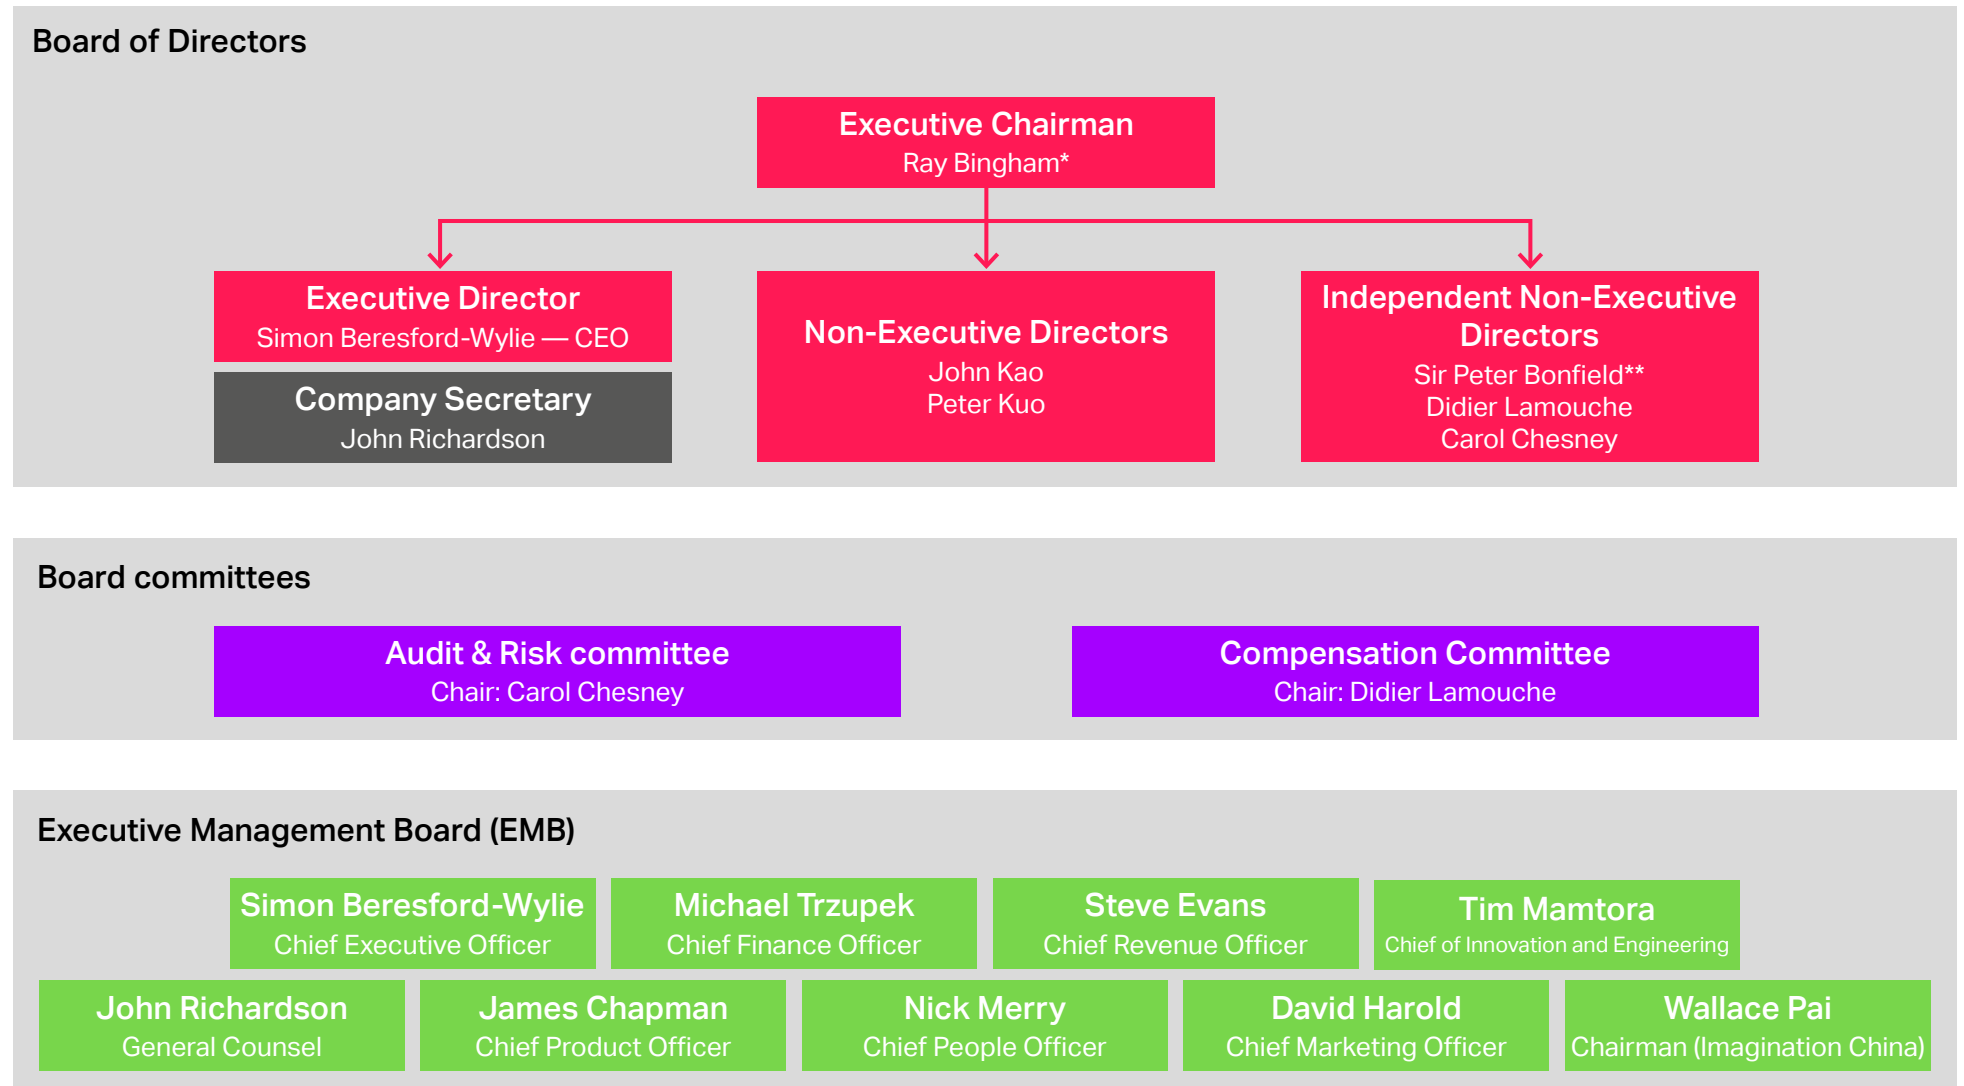 Board of Directors
Executive Chairman
Ray Bingham*
Executive Director
Simon Beresford-Wylie — CEO
Company Secretary
John Richardson
Non-Executive Directors
John Kao
Peter Kuo
Independent Non-Executive
Directors
Sir Peter Bonfield**
Didier Lamouche
Carol Chesney
Board committees
Audit & Risk committee
Chair: Carol Chesney
Compensation Committee
Chair: Didier Lamouche
Executive Management Board (EMB)
Simon Beresford-Wylie
Chief Executive Officer
Michael Trzupek
Chief Finance Officer
Steve Evans
Chief Revenue Officer
Tim Mamtora
Chief of Innovation and Engineering
John Richardson
General Counsel
James Chapman
Chief Product Officer
Nick Merry
Chief People Officer
David Harold
Chief Marketing Officer
Wallace Pai
Chairman (Imagination China)